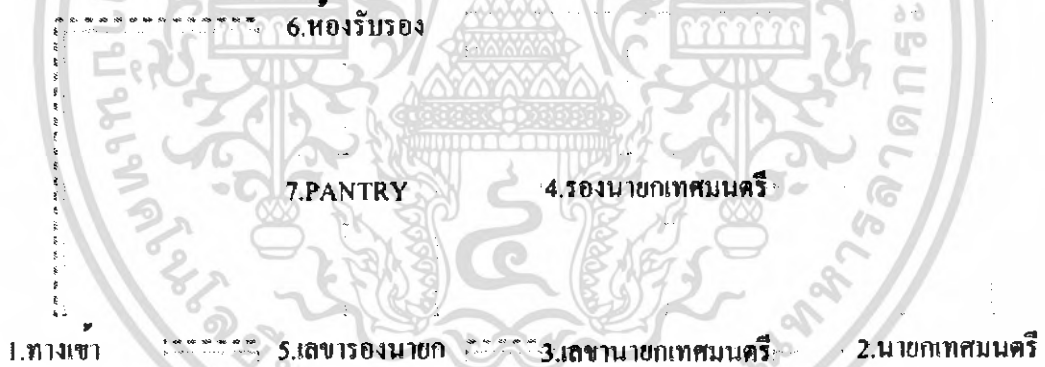 6.ห้องรับรอง
7.PANTRY 4.รองนายกเทศมนตรี
1.ทางเข้า 5.เลขารองนายก 3.เลขานายกเทศมนตรี 2.นายกเทศมนตรี